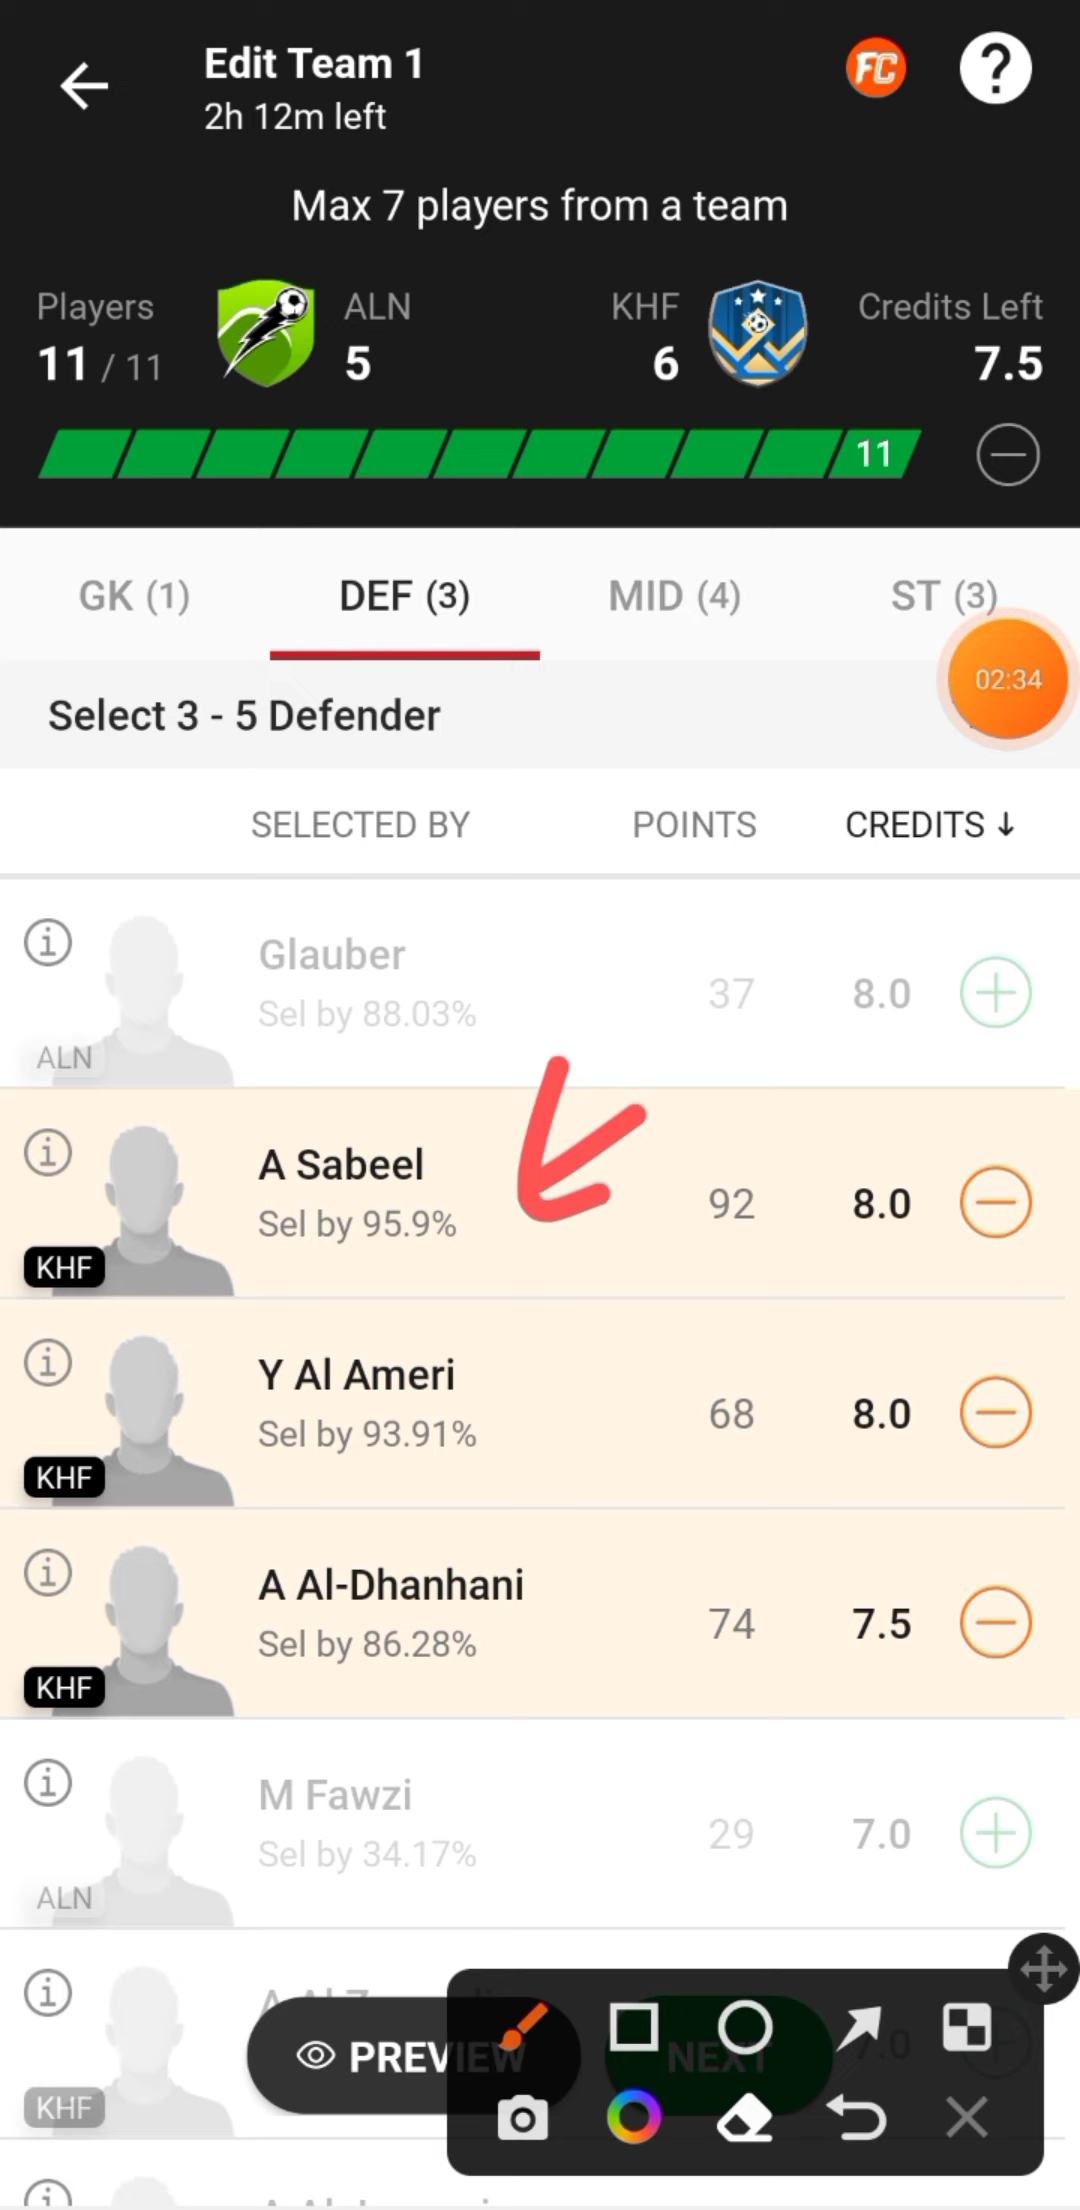 Edit Team 1
2h 12m left
FC
?
Max 7 players from a team
Players ALN KHF Credits Left
11 / 11 5 6 7.5
11
GK (1) DEF (3) MID (4) ST (3)
02:34
Select 3 - 5 Defender
SELECTED BY POINTS CREDITS ↓
Glauber
Sel by 88.03% 37 8.0
ALN
A Sabeel
Sel by 95.9% 92 8.0
KHF
Y Al Ameri
Sel by 93.91% 68 8.0
KHF
A Al-Dhanhani
Sel by 86.28% 74 7.5
KHF
M Fawzi
Sel by 34.17% 29 7.0
ALN
PREVIEW NEXT
KHF